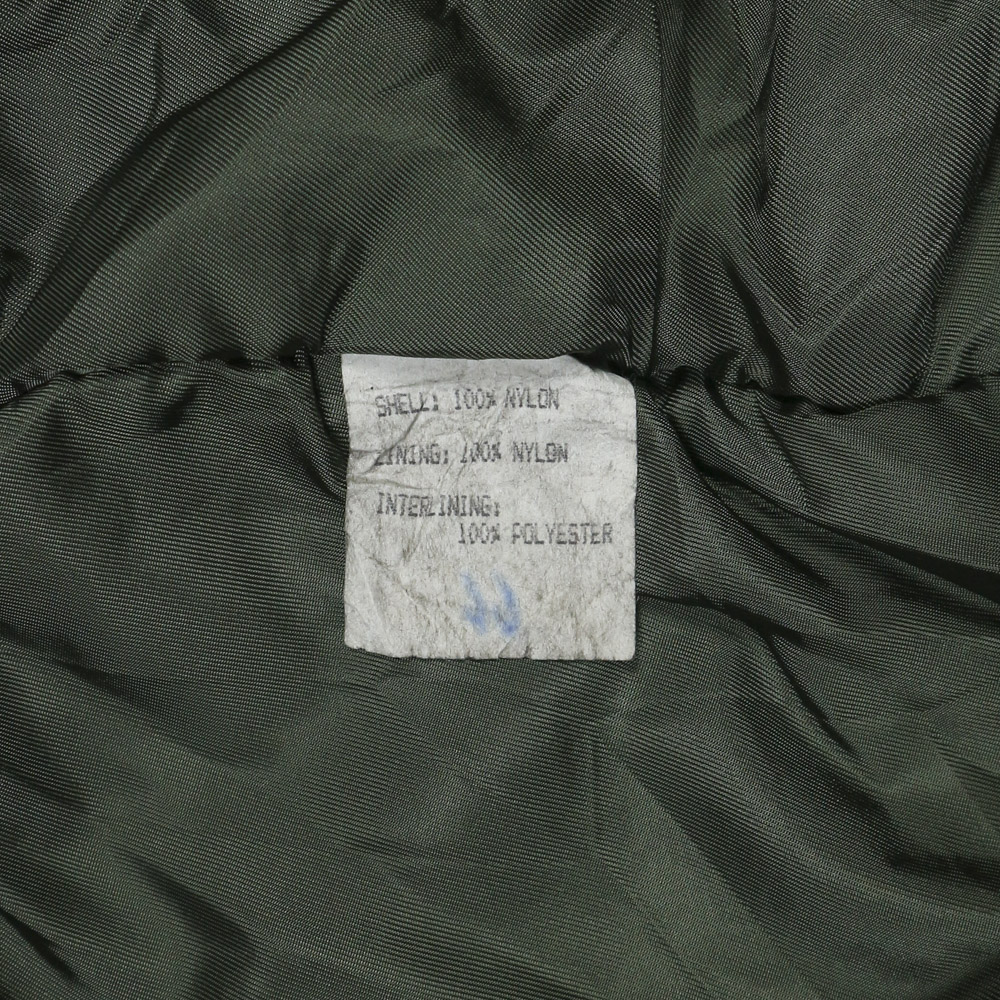 SHELL: 100% NYLON
LINING: 100% NYLON
INTERLINING:
100% POLYESTER